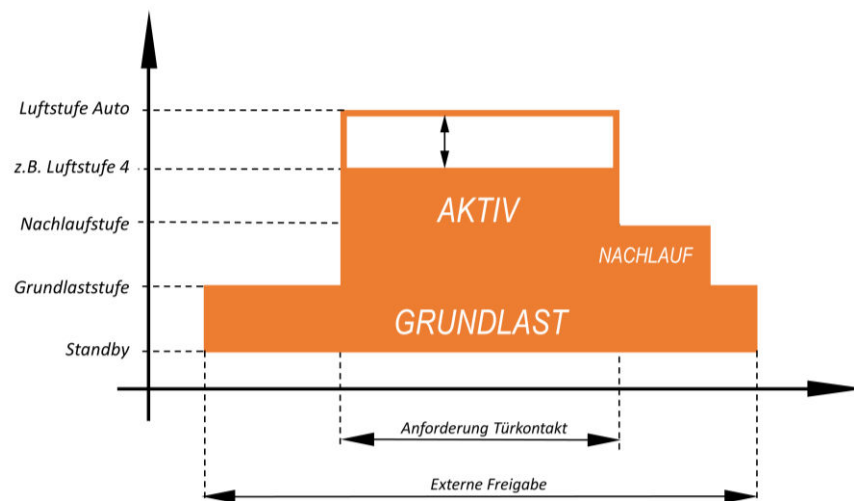 Luftstufe Auto
z.B. Luftstufe 4
Nachlaufstufe
Grundlaststufe
Standby
AKTIV
NACHLAUF
GRUNDLAST
Anforderung Türkontakt
Externe Freigabe